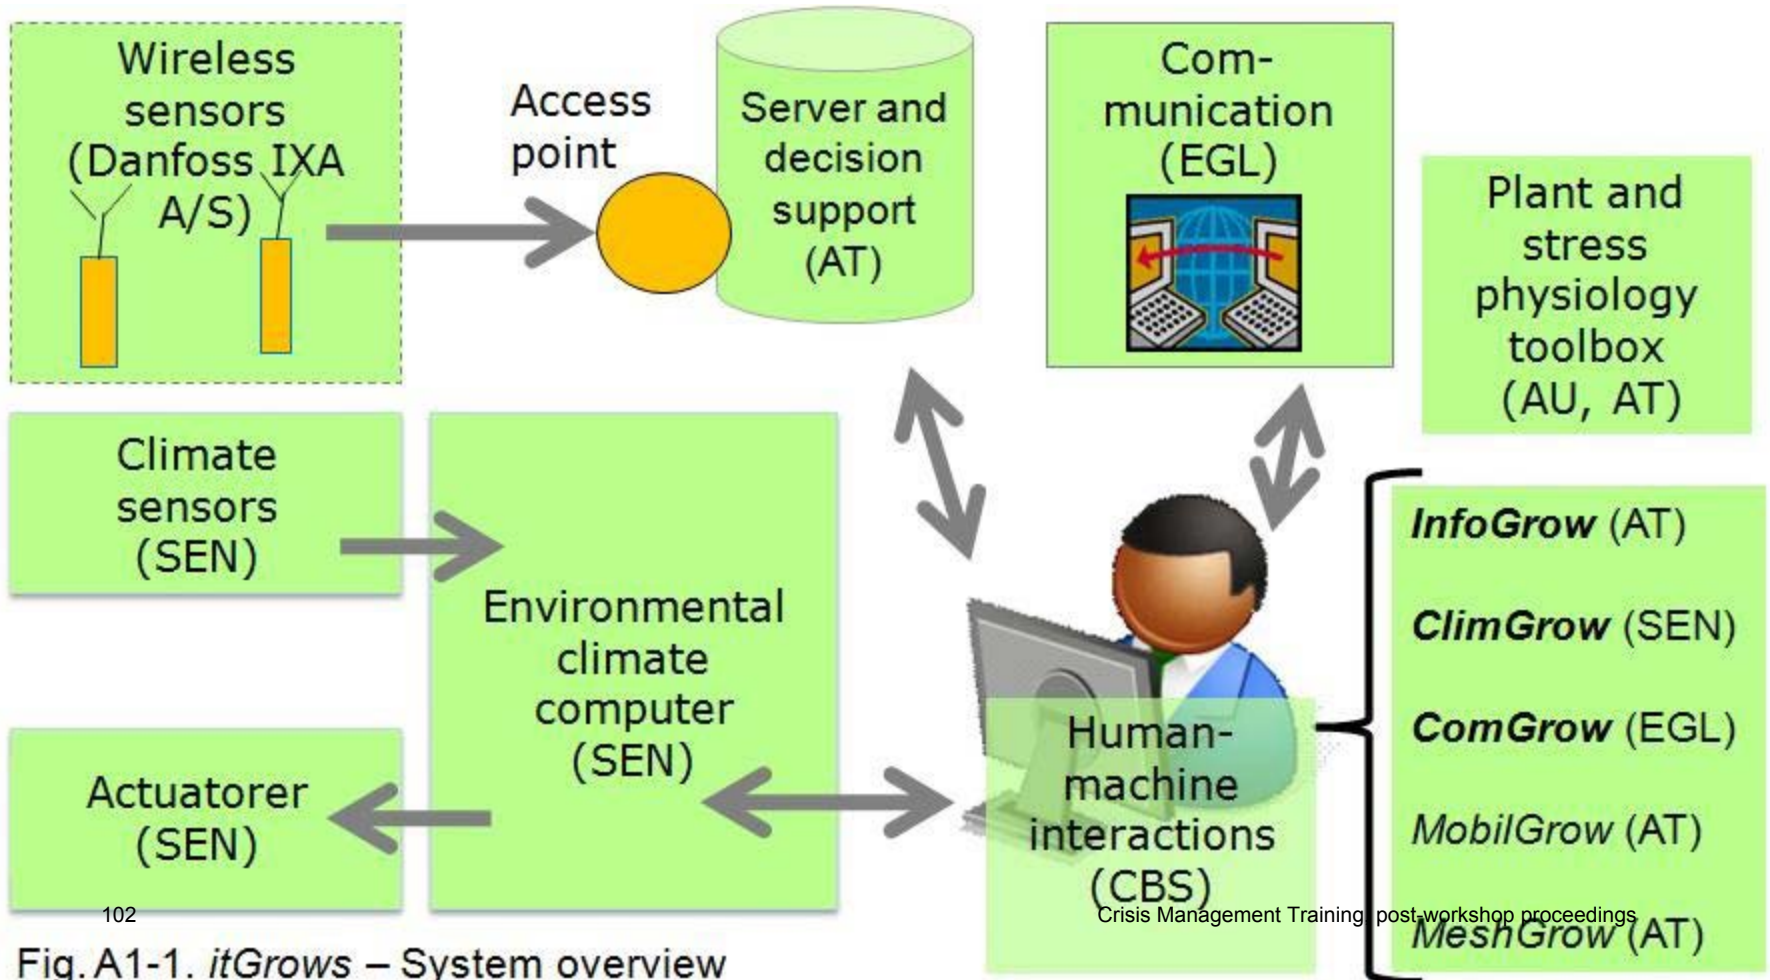 Wireless
sensors
(Danfoss IXA
A/S)
Access
point
Server and
decision
support
(AT)
Com-
munication
(EGL)
Plant and
stress
physiology
toolbox
(AU, AT)
Climate
sensors
(SEN)
Environmental
climate
computer
(SEN)
Actuatorer
(SEN)
Human-
machine
interactions
(CBS)
InfoGrow (AT)
ClimGrow (SEN)
ComGrow (EGL)
MobilGrow (AT)
MeshGrow (AT)
102
Crisis Management Training, post-workshop proceedings
Fig. A1-1. itGrows – System overview